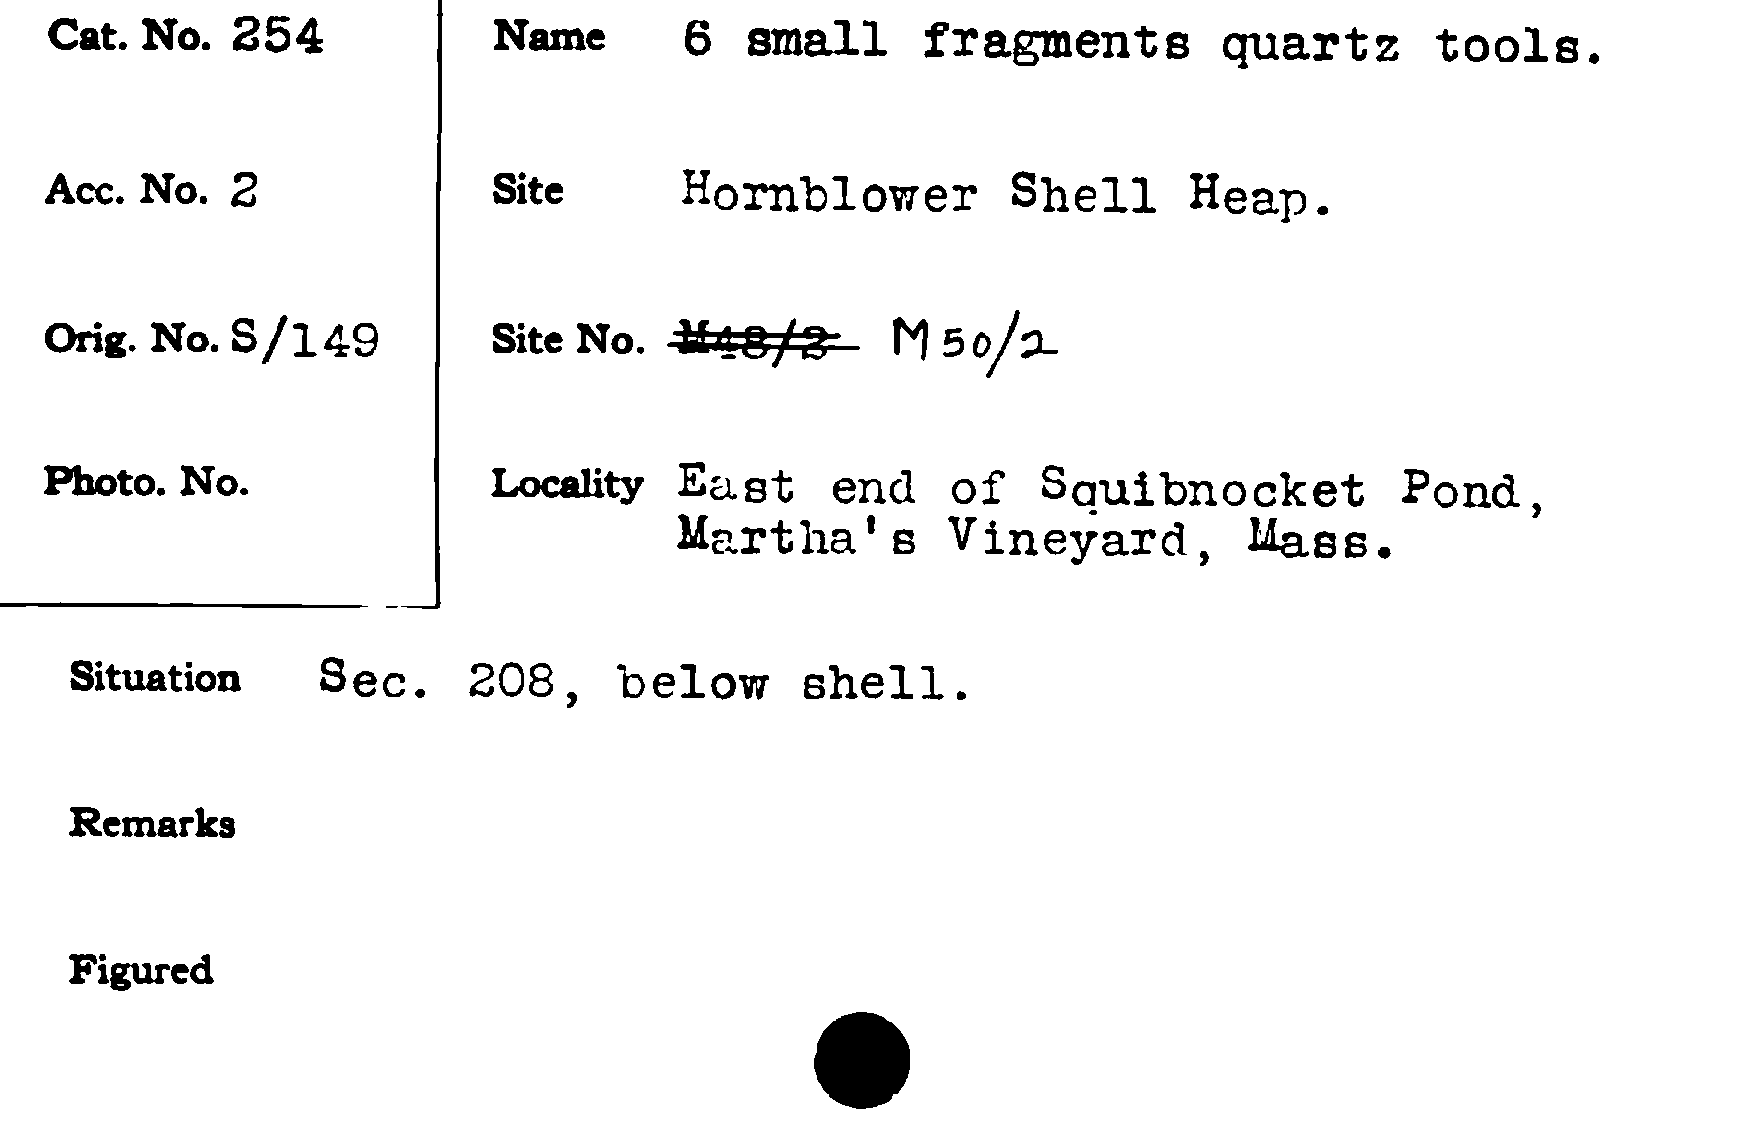 Cat. No. 254
Name 6 small fragments quartz tools.
Acc. No. 2
Site Hornblower Shell Heap.
Orig. No. S/149
Site No. M48/2 M50/2
Photo. No.
Locality East end of Squibnocket Pond,
Martha's Vineyard, Mass.
Situation Sec. 208, below shell.
Remarks
Figured